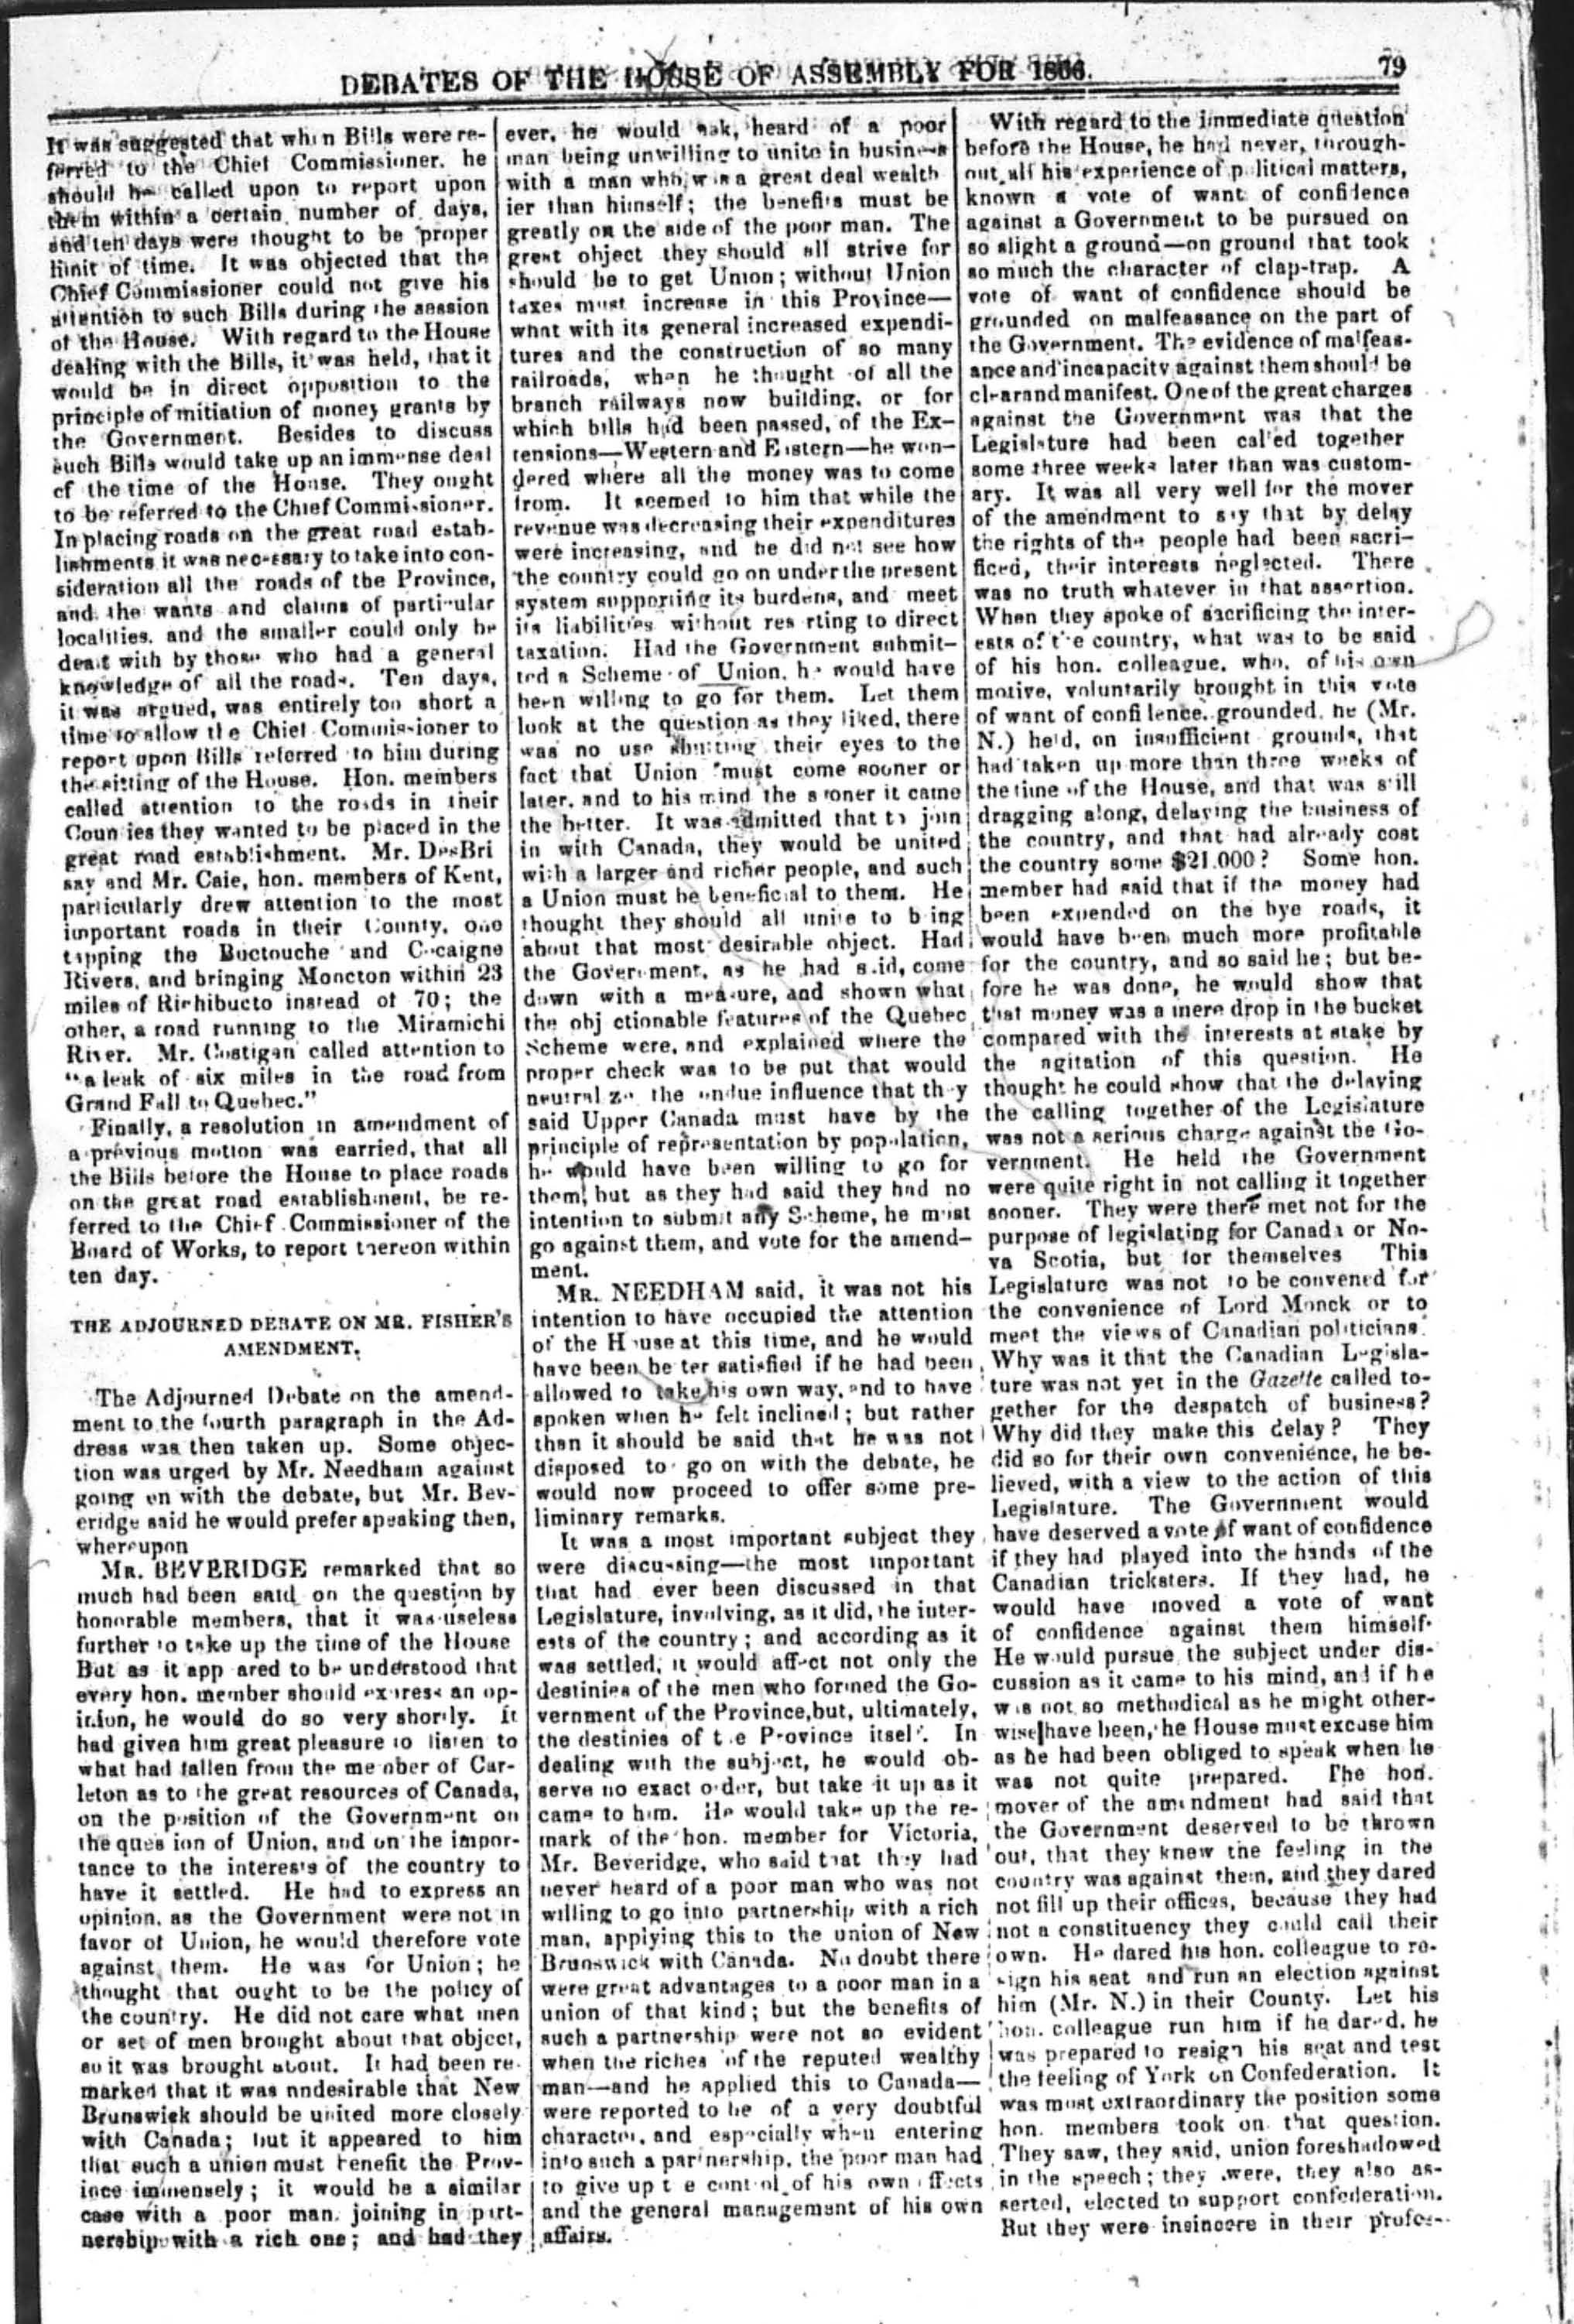 DEBATES OF THE HOUSE OF ASSEMBLY FOR 1866. 79
It was suggested that when Bills were re-
ferred to the Chief Commissioner, he
should be called upon to report upon
them within a certain number of days,
and ten days were thought to be proper
limit of time. It was objected that the
Chief Commissioner could not give his
attention to such Bills during the session
of the House. With regard to the House
dealing with the Bills, it was held, that it
would be in direct opposition to the
principle of initiation of money grants by
the Government. Besides to discuss
such Bills would take up an immense deal
of the time of the House. They ought
to be referred to the Chief Commissioner.
In placing roads on the great road estab-
lishments it was necessary to take into con-
sideration all the roads of the Province,
and the wants and claims of particular
localities, and the smaller could only be
dealt with by those who had a general
knowledge of all the roads. Ten days,
it was argued, was entirely too short a
time to allow the Chief Commissioner to
report upon Bills referred to him during
the sitting of the House. Hon. members
called attention to the roads in their
Counties they wanted to be placed in the
great road establishment. Mr. DesBri
say and Mr. Caie, hon. members of Kent,
particularly drew attention to the most
important roads in their County, one
tapping the Buctouche and Cocaigne
Rivers, and bringing Moncton within 23
miles of Richibucto instead of 70; the
other, a road running to the Miramichi
River. Mr. Costigan called attention to
"a leak of six miles in the road from
Grand Fall to Quebec."
Finally, a resolution in amendment of
a previous motion was carried, that all
the Bills before the House to place roads
on the great road establishment, be re-
ferred to the Chief Commissioner of the
Board of Works, to report thereon within
ten day.
THE ADJOURNED DEBATE ON MR. FISHER'S
AMENDMENT.
The Adjourned Debate on the amend-
ment to the fourth paragraph in the Ad-
dress was then taken up. Some objec-
tion was urged by Mr. Needham against
going on with the debate, but Mr. Bev-
eridge said he would prefer speaking then,
whereupon
MR. BEVERIDGE remarked that so
much had been said on the question by
honorable members, that it was useless
further to take up the time of the House
But as it appeared to be understood that
every hon. member should express an op-
inion, he would do so very shortly. It
had given him great pleasure to listen to
what had fallen from the member of Car-
leton as to the great resources of Canada,
on the position of the Government on
the question of Union, and on the impor-
tance to the interests of the country to
have it settled. He had to express an
opinion, as the Government were not in
favor of Union, he would therefore vote
against them. He was for Union; he
thought that ought to be the policy of
the country. He did not care what men
or set of men brought about that object,
so it was brought about. It had been re-
marked that it was nndesirable that New
Brunswick should be united more closely
with Canada; but it appeared to him
that such a union must benefit the Prov-
ince immensely; it would be a similar
case with a poor man, joining in part-
nership with a rich one; and had they
ever, he would ask, heard of a poor
man being unwilling to unite in business
with a man who was a great deal wealth
ier than himself; the benefits must be
greatly on the side of the poor man. The
great object they should all strive for
should be to get Union; without Union
taxes must increase in this Province—
what with its general increased expendi-
tures and the construction of so many
railroads, when he thought of all the
branch railways now building, or for
which bills had been passed, of the Ex-
tensions—Western and Eastern—he won-
dered where all the money was to come
from. It seemed to him that while the
revenue was decreasing their expenditures
were increasing, and he did not see how
the country could go on under the present
system supporting its burdens, and meet
its liabilities without resorting to direct
taxation. Had the Government submit-
ted a Scheme of Union, he would have
been willing to go for them. Let them
look at the question as they liked, there
was no use shutting their eyes to the
fact that Union must come sooner or
later, and to his mind the sooner it came
the better. It was admitted that to join
in with Canada, they would be united
with a larger and richer people, and such
a Union must be beneficial to them. He
thought they should all unite to bring
about that most desirable object. Had
the Government, as he had said, come
down with a measure, and shown what
the objectionable features of the Quebec
Scheme were, and explained where the
proper check was to be put that would
neutralize the undue influence that they
said Upper Canada must have by the
principle of representation by population,
he would have been willing to go for
them, but as they had said they had no
intention to submit any Scheme, he must
go against them, and vote for the amend-
ment.
MR. NEEDHAM said, it was not his
intention to have occupied the attention
of the House at this time, and he would
have been better satisfied if he had been
allowed to take his own way, and to have
spoken when he felt inclined; but rather
than it should be said that he was not
disposed to go on with the debate, he
would now proceed to offer some pre-
liminary remarks.
It was a most important subject they
were discussing—the most important
that had ever been discussed in that
Legislature, involving, as it did, the inter-
ests of the country; and according as it
was settled, it would affect not only the
destinies of the men who formed the Go-
vernment of the Province, but, ultimately,
the destinies of the Province itself. In
dealing with the subject, he would ob-
serve no exact order, but take it up as it
came to him. He would take up the re-
mark of the hon. member for Victoria,
Mr. Beveridge, who said that they had
never heard of a poor man who was not
willing to go into partnership with a rich
man, applying this to the union of New
Brunswick with Canada. No doubt there
were great advantages to a poor man in a
union of that kind; but the benefits of
such a partnership were not so evident
when the riches of the reputed wealthy
man—and he applied this to Canada—
were reported to be of a very doubtful
character, and especially when entering
into such a partnership, the poor man had
to give up the control of his own effects
and the general management of his own
affairs.
With regard to the immediate question
before the House, he had never, through-
out all his experience of political matters,
known a vote of want of confidence
against a Government to be pursued on
so slight a ground—on ground that took
so much the character of clap-trap. A
vote of want of confidence should be
grounded on malfeasance on the part of
the Government. The evidence of malfeas-
ance and incapacity against them should be
clear and manifest. One of the great charges
against the Government was that the
Legislature had been called together
some three weeks later than was custom-
ary. It was all very well for the mover
of the amendment to say that by delay
the rights of the people had been sacri-
ficed, their interests neglected. There
was no truth whatever in that assertion.
When they spoke of sacrificing the inter-
ests of the country, what was to be said
of his hon. colleague, who, of his own
motive, voluntarily brought in this vote
of want of confidence, grounded, he (Mr.
N.) held, on insufficient grounds, that
had taken up more than three weeks of
the time of the House, and that was still
dragging along, delaying the business of
the country, and that had already cost
the country some $21.000? Some hon.
member had said that if the money had
been expended on the bye roads, it
would have been much more profitable
for the country, and so said he; but be-
fore he was done, he would show that
that money was a mere drop in the bucket
compared with the interests at stake by
the agitation of this question. He
thought he could show that the delaying
the calling together of the Legislature
was not a serious charge against the Go-
vernment. He held the Government
were quite right in not calling it together
sooner. They were there met not for the
purpose of legislating for Canada or No-
va Scotia, but for themselves This
Legislature was not to be convened for
the convenience of Lord Monck or to
meet the views of Canadian politicians.
Why was it that the Canadian Legisla-
ture was not yet in the Gazette called to-
gether for the despatch of business?
Why did they make this delay? They
did so for their own convenience, he be-
lieved, with a view to the action of this
Legislature. The Government would
have deserved a vote of want of confidence
if they had played into the hands of the
Canadian tricksters. If they had, he
would have moved a vote of want
of confidence against them himself.
He would pursue the subject under dis-
cussion as it came to his mind, and if he
was not so methodical as he might other-
wise have been, the House must excuse him
as he had been obliged to speak when he
was not quite prepared. The hon.
mover of the amendment had said that
the Government deserved to be thrown
out, that they knew the feeling in the
country was against them, and they dared
not fill up their offices, because they had
not a constituency they could call their
own. He dared his hon. colleague to re-
sign his seat and run an election against
him (Mr. N.) in their County. Let his
hon. colleague run him if he dared, he
was prepared to resign his seat and test
the feeling of York on Confederation. It
was most extraordinary the position some
hon. members took on that question.
They saw, they said, union foreshadowed
in the speech; they were, they also as-
serted, elected to support confederation.
But they were insincere in their profes-